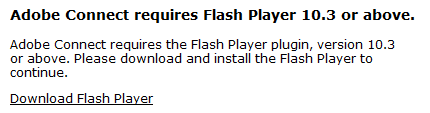 Adobe Connect requires Flash Player 10.3 or above.
Adobe Connect requires the Flash Player plugin, version 10.3
or above. Please download and install the Flash Player to
continue.
Download Flash Player